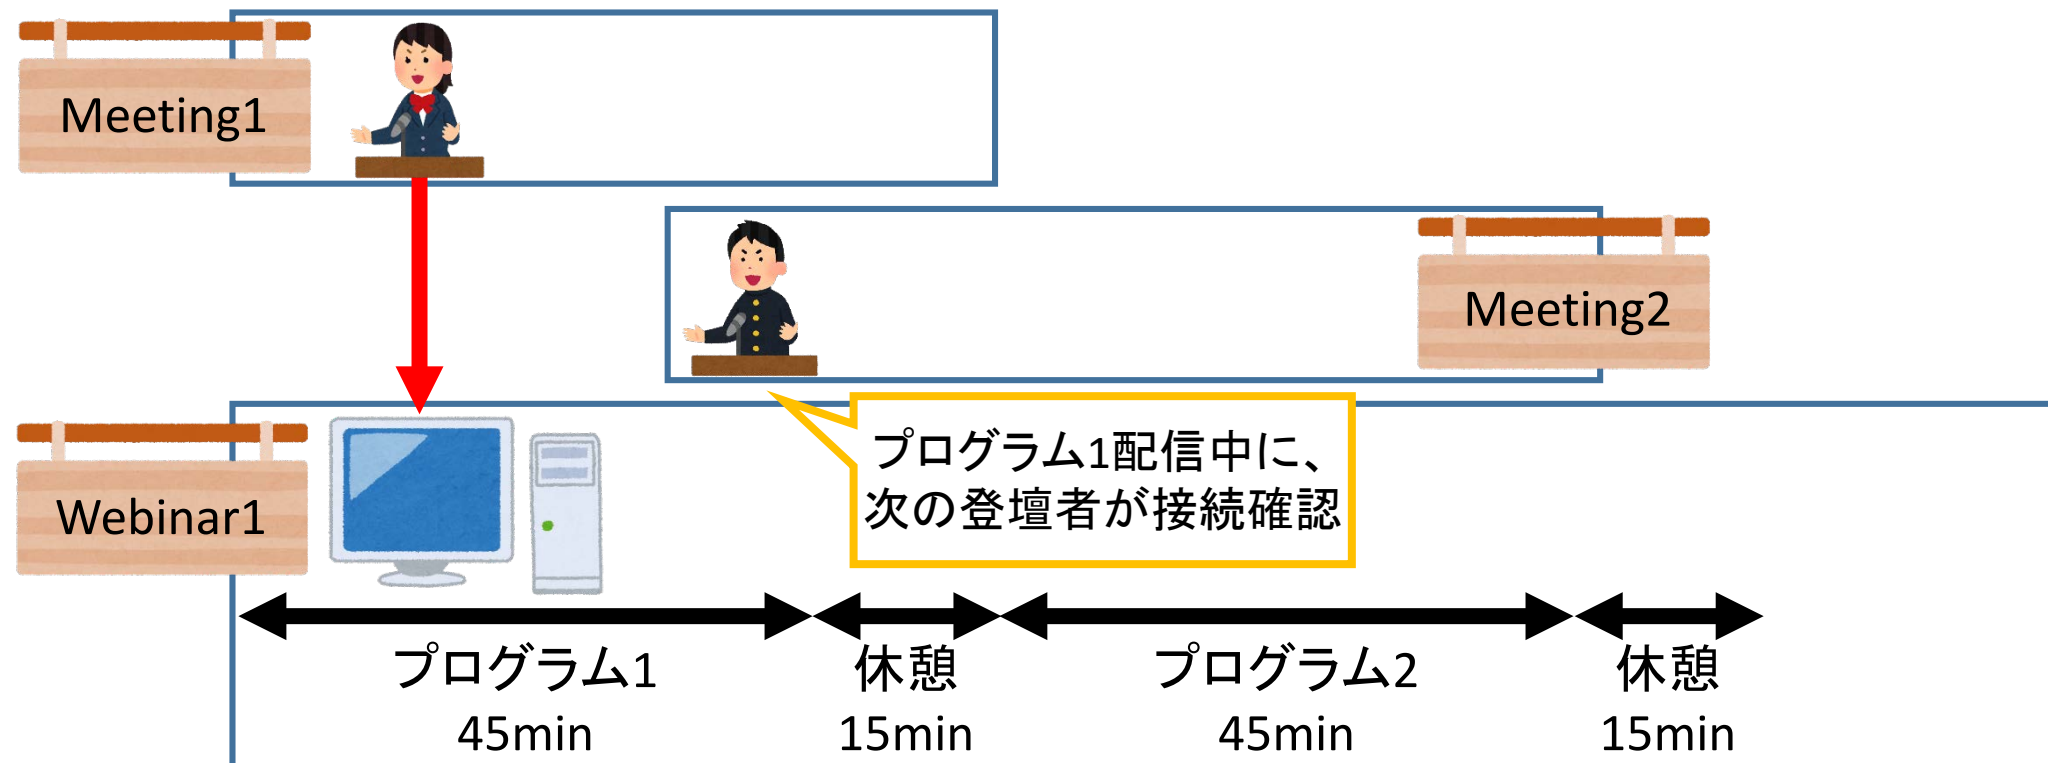 Meeting1
Meeting2
Webinar1
プログラム1配信中に、
次の登壇者が接続確認
プログラム1
45min
休憩
15min
プログラム2
45min
休憩
15min